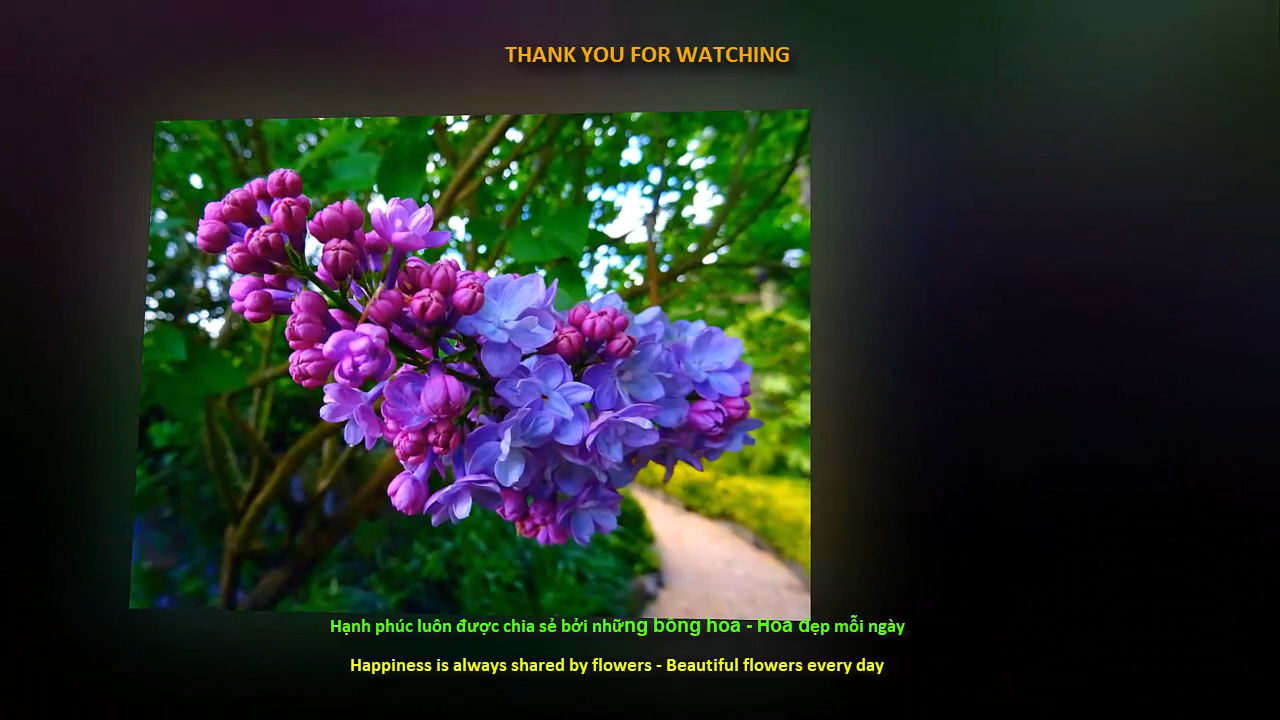 THANK YOU FOR WATCHING
Hạnh phúc luôn được chia sẻ bởi những bông hoa - Hoa đẹp mỗi ngày
Happiness is always shared by flowers - Beautiful flowers every day